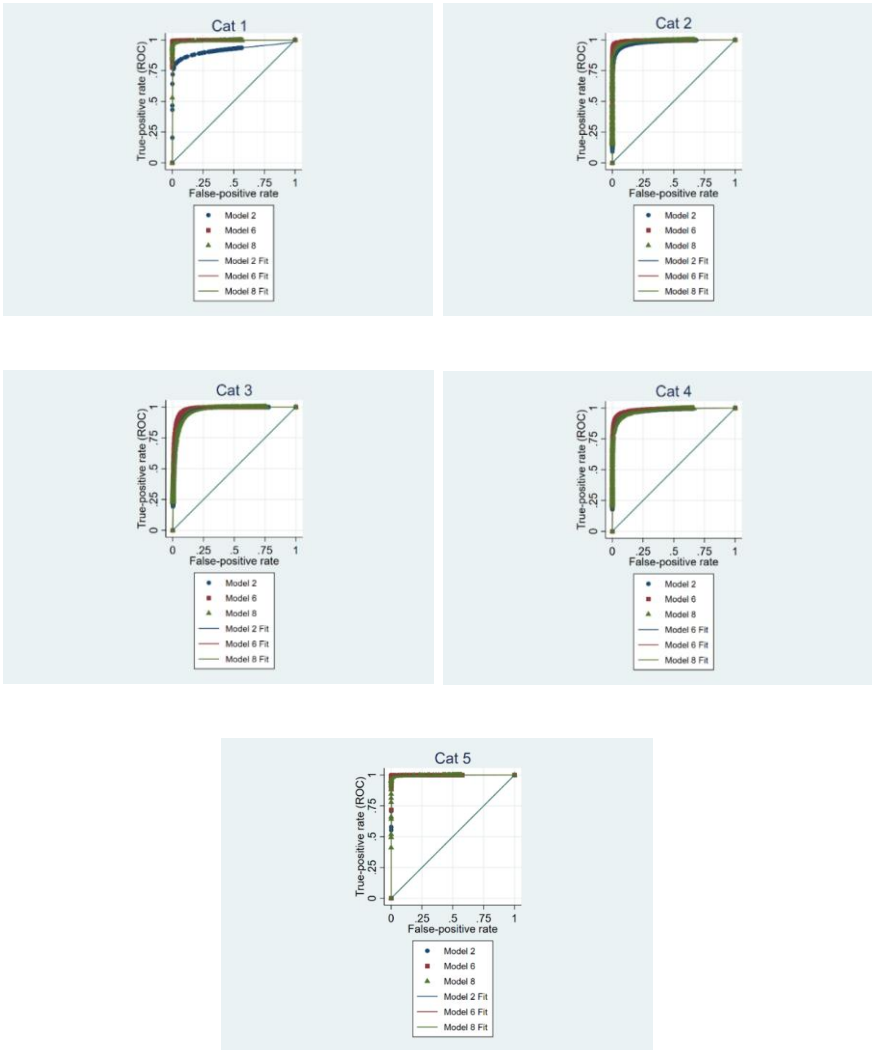 Cat 1
True-positive rate (ROC)
0 .25 .5 .75 1
0 .25 .5 .75 1
False-positive rate
Model 2
Model 6
Model 8
Model 2 Fit
Model 6 Fit
Model 8 Fit
Cat 2
True-positive rate (ROC)
0 .25 .5 .75 1
0 .25 .5 .75 1
False-positive rate
Model 2
Model 6
Model 8
Model 2 Fit
Model 6 Fit
Model 8 Fit
Cat 3
True-positive rate (ROC)
0 .25 .5 .75 1
0 .25 .5 .75 1
False-positive rate
Model 2
Model 6
Model 8
Model 2 Fit
Model 6 Fit
Model 8 Fit
Cat 4
True-positive rate (ROC)
0 .25 .5 .75 1
0 .25 .5 .75 1
False-positive rate
Model 2
Model 6
Model 8
Model 6 Fit
Model 6 Fit
Model 8 Fit
Cat 5
True-positive rate (ROC)
0 .25 .5 .75 1
0 .25 .5 .75 1
False-positive rate
Model 2
Model 6
Model 8
Model 2 Fit
Model 6 Fit
Model 8 Fit